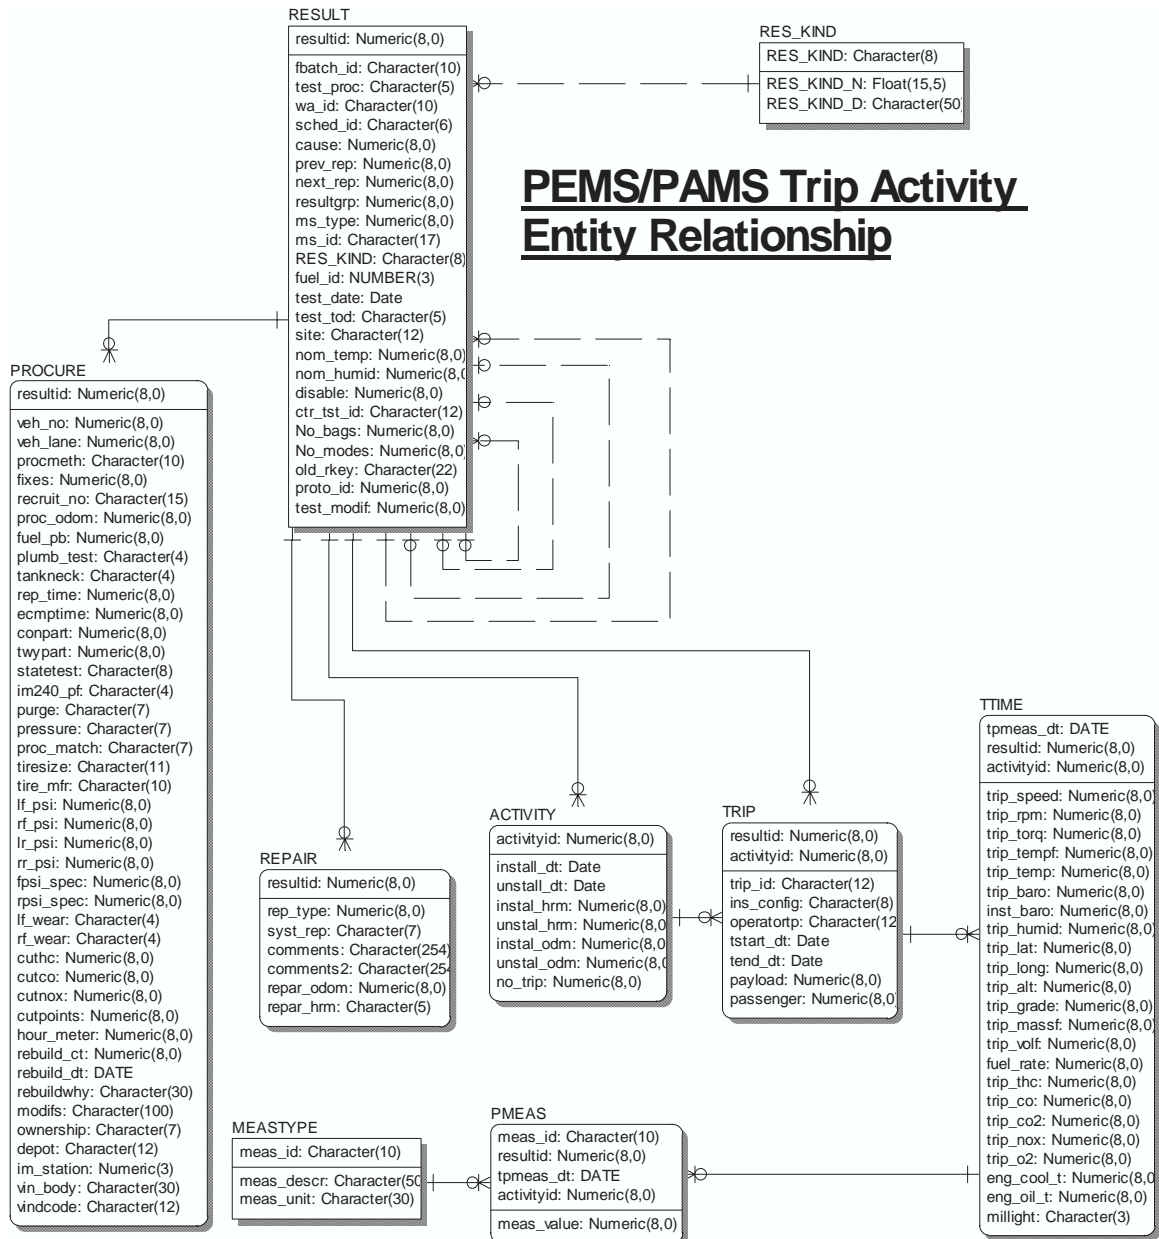 RESULT
resultid: Numeric(8,0)
fbatch_id: Character(10)
test_proc: Character(5)
wa_id: Character(10)
sched_id: Character(6)
cause: Numeric(8,0)
prev_rep: Numeric(8,0)
next_rep: Numeric(8,0)
resultgrp: Numeric(8,0)
ms_type: Numeric(8,0)
ms_id: Character(17)
RES_KIND: Character(8)
fuel_id: NUMBER(3)
test_date: Date
test_tod: Character(5)
site: Character(12)
nom_temp: Numeric(8,0)
nom_humid: Numeric(8,0
disable: Numeric(8,0)
ctr_tst_id: Character(12)
No_bags: Numeric(8,0)
No_modes: Numeric(8,0)
old_rkey: Character(22)
proto_id: Numeric(8,0)
test_modif: Numeric(8,0)
RES_KIND
RES_KIND: Character(8)
RES_KIND_N: Float(15,5)
RES_KIND_D: Character(50)
PEMS/PAMS Trip Activity
Entity Relationship
PROCURE
resultid: Numeric(8,0)
veh_no: Numeric(8,0)
veh_lane: Numeric(8,0)
procmeth: Character(10)
fixes: Numeric(8,0)
recruit_no: Character(15)
proc_odom: Numeric(8,0)
fuel_pb: Numeric(8,0)
plumb_test: Character(4)
tankneck: Character(4)
rep_time: Numeric(8,0)
ecmptime: Numeric(8,0)
conpart: Numeric(8,0)
twypart: Numeric(8,0)
statetest: Character(8)
im240_pf: Character(4)
purge: Character(7)
pressure: Character(7)
proc_match: Character(7)
tiresize: Character(11)
tire_mfr: Character(10)
lf_psi: Numeric(8,0)
rf_psi: Numeric(8,0)
lr_psi: Numeric(8,0)
rr_psi: Numeric(8,0)
fpsi_spec: Numeric(8,0)
rpsi_spec: Numeric(8,0)
lf_wear: Character(4)
rf_wear: Character(4)
cuthc: Numeric(8,0)
cutco: Numeric(8,0)
cutnox: Numeric(8,0)
cutpoints: Numeric(8,0)
hour_meter: Numeric(8,0)
rebuild_ct: Numeric(8,0)
rebuild_dt: DATE
rebuildwhy: Character(30)
modifs: Character(100)
ownership: Character(7)
depot: Character(12)
im_station: Numeric(3)
vin_body: Character(30)
vindcode: Character(12)
REPAIR
resultid: Numeric(8,0)
rep_type: Numeric(8,0)
syst_rep: Character(7)
comments: Character(254)
comments2: Character(254
repar_odom: Numeric(8,0)
repar_hrm: Character(5)
ACTIVITY
activityid: Numeric(8,0)
install_dt: Date
unstall_dt: Date
instal_hrm: Numeric(8,0)
unstal_hrm: Numeric(8,0)
instal_odm: Numeric(8,0)
unstal_odm: Numeric(8,0
no_trip: Numeric(8,0)
TRIP
resultid: Numeric(8,0)
activityid: Numeric(8,0)
trip_id: Character(12)
ins_config: Character(8)
operatortp: Character(12
tstart_dt: Date
tend_dt: Date
payload: Numeric(8,0)
passenger: Numeric(8,0)
TTIME
tpmeas_dt: DATE
resultid: Numeric(8,0)
activityid: Numeric(8,0)
trip_speed: Numeric(8,0)
trip_rpm: Numeric(8,0)
trip_torq: Numeric(8,0)
trip_tempf: Numeric(8,0)
trip_temp: Numeric(8,0)
trip_baro: Numeric(8,0)
inst_baro: Numeric(8,0)
trip_humid: Numeric(8,0)
trip_lat: Numeric(8,0)
trip_long: Numeric(8,0)
trip_alt: Numeric(8,0)
trip_grade: Numeric(8,0)
trip_massf: Numeric(8,0)
trip_volf: Numeric(8,0)
fuel_rate: Numeric(8,0)
trip_thc: Numeric(8,0)
trip_co: Numeric(8,0)
trip_co2: Numeric(8,0)
trip_nox: Numeric(8,0)
trip_o2: Numeric(8,0)
eng_cool_t: Numeric(8,0
eng_oil_t: Numeric(8,0)
millight: Character(3)
MEASTYPE
meas_id: Character(10)
meas_descr: Character(50
meas_unit: Character(30)
PMEAS
meas_id: Character(10)
resultid: Numeric(8,0)
tpmeas_dt: DATE
activityid: Numeric(8,0)
meas_value: Numeric(8,0)